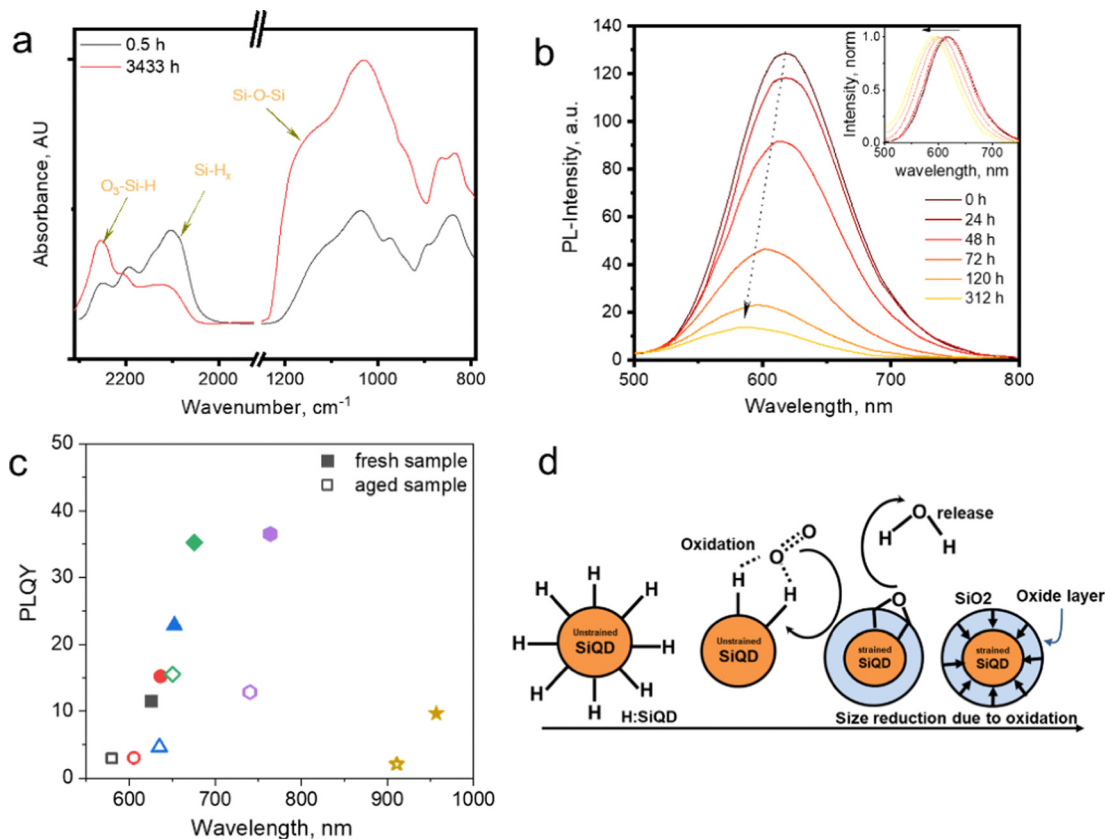 a
0.5 h
3433 h
Si-O-Si
O₃-Si-H
Si-Hₓ
Absorbance, AU
2200
2000
1200
1000
800
Wavenumber, cm⁻¹
b
140
130
120
100
80
60
40
20
0
PL-Intensity, a.u.
500
600
700
800
Wavelength, nm
1.0
0.5
0.0
Intensity, norm
500
600
700
wavelength, nm
0 h
24 h
48 h
72 h
120 h
312 h
c
50
40
30
20
10
0
PLQY
fresh sample
aged sample
600
700
800
900
1000
Wavelength, nm
d
H
H
H
H
H
H
H
H
Unstrained
SiQD
H:SiQD
Oxidation
O
O
H
H
Unstrained
SiQD
O
H
H
release
O
strained
SiQD
SiO2
Oxide layer
strained
SiQD
Size reduction due to oxidation